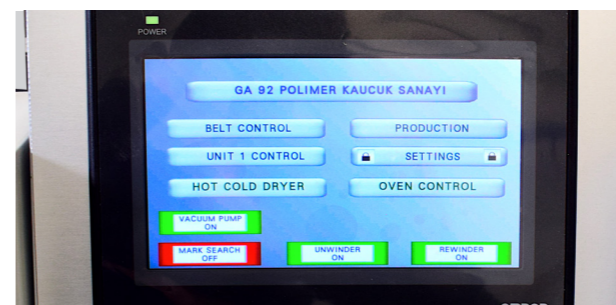 POWER
GA 92 POLIMER KAUCUK SANAYI
BELT CONTROL
PRODUCTION
UNIT 1 CONTROL
SETTINGS
HOT COLD DRYER
OVEN CONTROL
VACUUM PUMP
ON
MARK SEARCH
OFF
UNWINDER
ON
REWINDER
ON